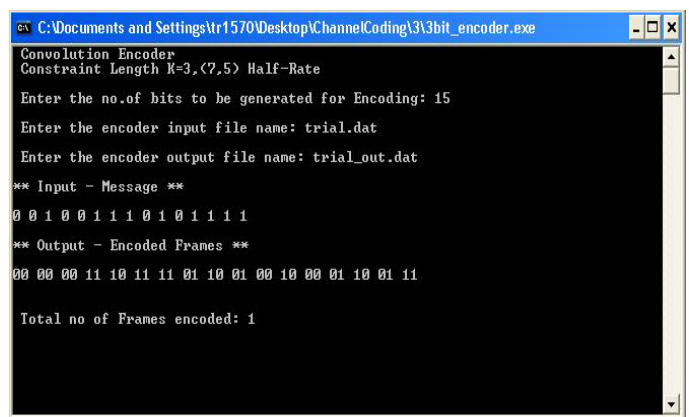 C:\Documents and Settings\tr1570\Desktop\ChannelCoding\3\3bit_encoder.exe
Convolution Encoder
Constraint Length K=3,(7,5) Half-Rate
Enter the no.of bits to be generated for Encoding: 15
Enter the encoder input file name: trial.dat
Enter the encoder output file name: trial_out.dat
** Input - Message **
0 0 1 0 0 1 1 1 0 1 0 1 1 1 1
** Output - Encoded Frames **
00 00 00 11 10 11 11 01 10 01 00 10 00 01 10 01 11
Total no of Frames encoded: 1